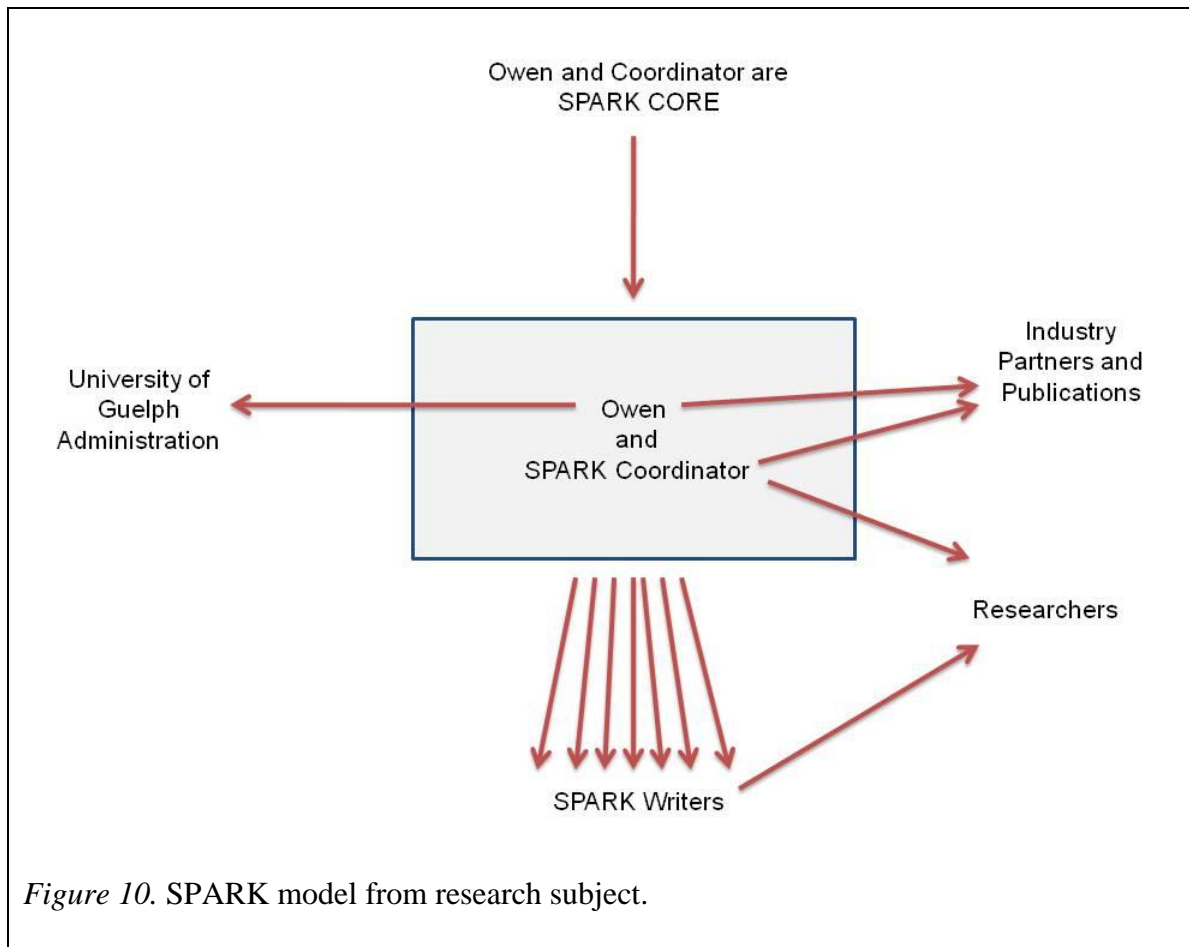 Owen and Coordinator are
SPARK CORE
University of
Guelph
Administration
Owen
and
SPARK Coordinator
Industry
Partners and
Publications
Researchers
SPARK Writers
Figure 10. SPARK model from research subject.